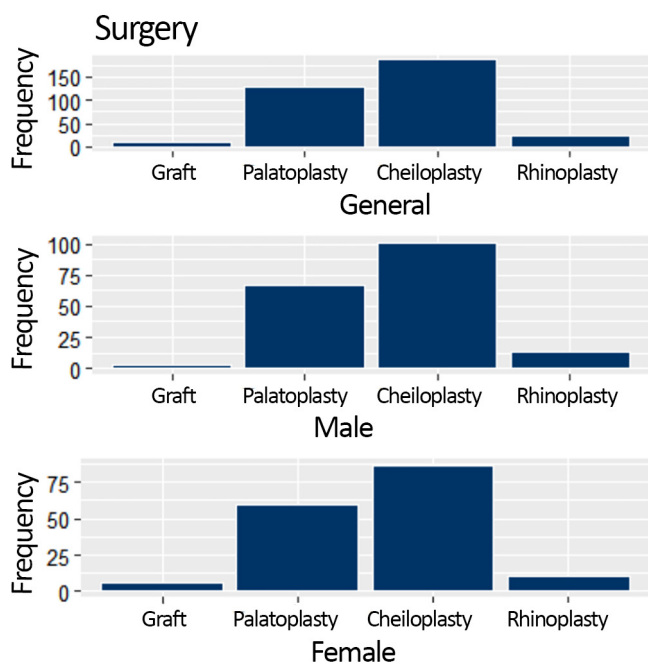 Surgery
Frequency
150
100
50
0
Graft Palatoplasty Cheiloplasty Rhinoplasty
General
Frequency
100
75
50
25
0
Graft Palatoplasty Cheiloplasty Rhinoplasty
Male
Frequency
75
50
25
0
Graft Palatoplasty Cheiloplasty Rhinoplasty
Female